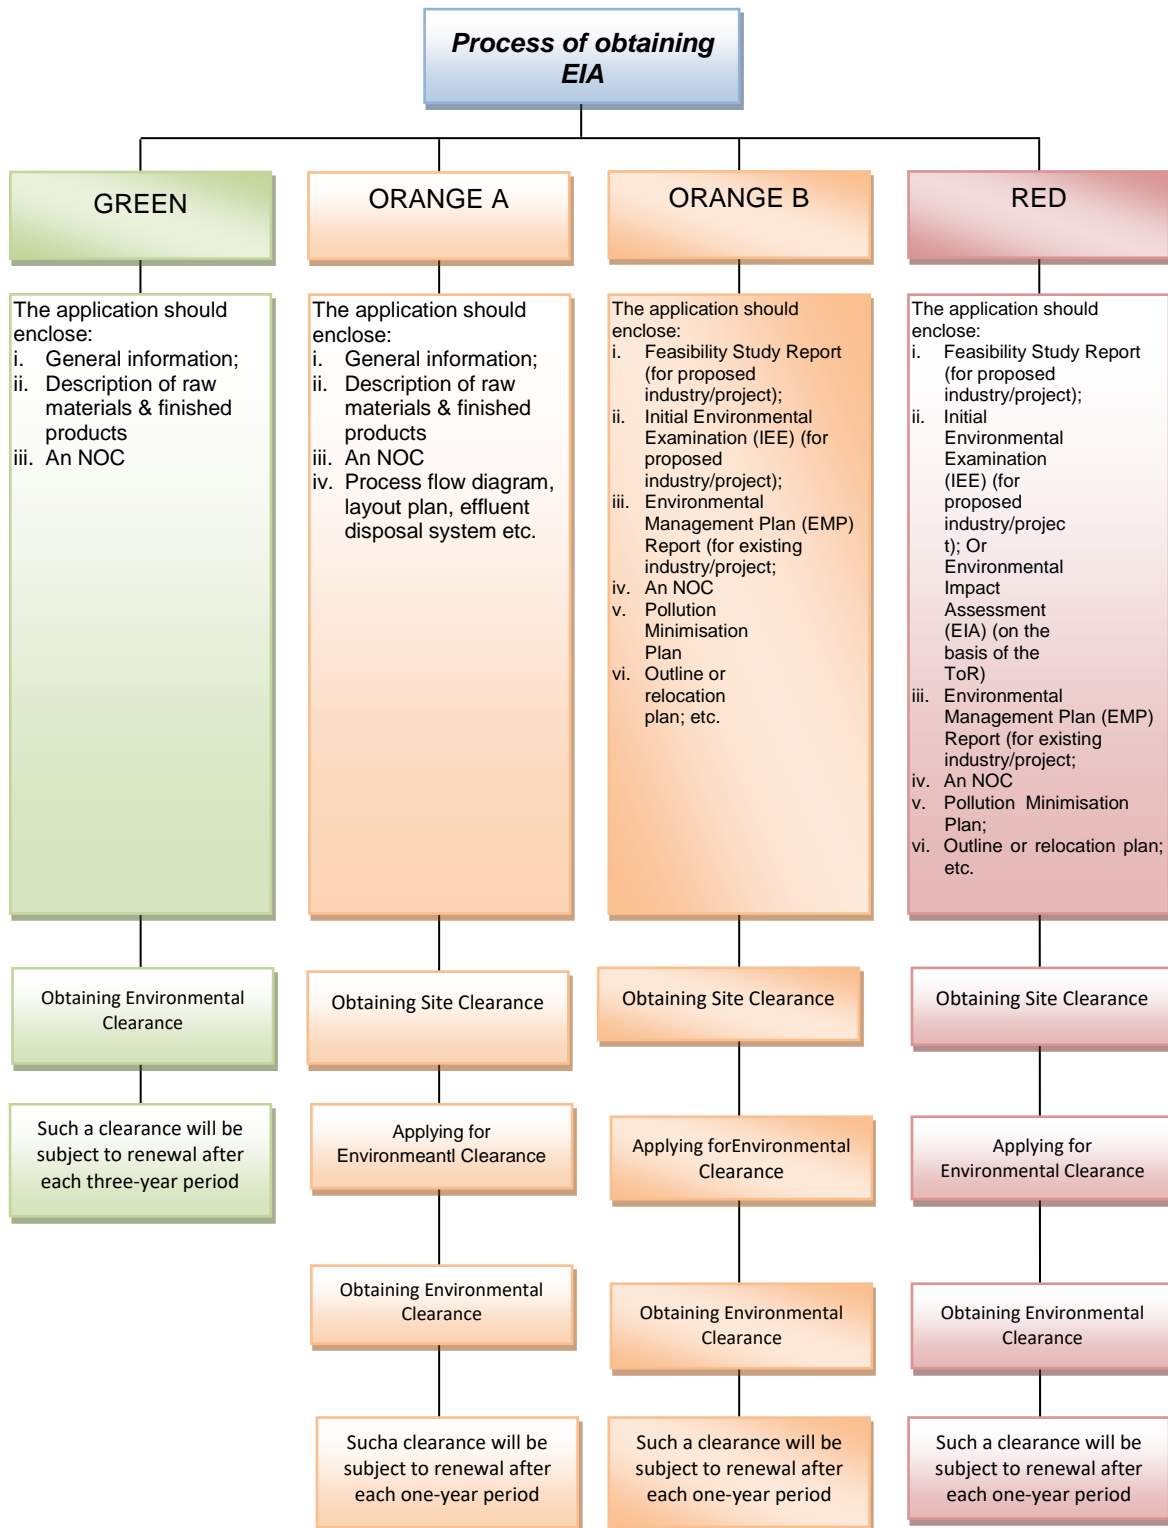 Process of obtaining
EIA
GREEN
ORANGE A
ORANGE B
RED
The application should
enclose:
i. General information;
ii. Description of raw
materials & finished
products
iii. An NOC
The application should
enclose:
i. General information;
ii. Description of raw
materials & finished
products
iii. An NOC
iv. Process flow diagram,
layout plan, effluent
disposal system etc.
The application should
enclose:
i. Feasibility Study Report
(for proposed
industry/project);
ii. Initial Environmental
Examination (IEE) (for
proposed
industry/project);
iii. Environmental
Management Plan (EMP)
Report (for existing
industry/project;
iv. An NOC
v. Pollution
Minimisation
Plan
vi. Outline or
relocation
plan; etc.
The application should
enclose:
i. Feasibility Study Report
(for proposed
industry/project);
ii. Initial
Environmental
Examination
(IEE) (for
proposed
industry/projec
t); Or
Environmental
Impact
Assessment
(EIA) (on the
basis of the
ToR)
iii. Environmental
Management Plan (EMP)
Report (for existing
industry/project;
iv. An NOC
v. Pollution Minimisation
Plan;
vi. Outline or relocation plan;
etc.
Obtaining Environmental
Clearance
Obtaining Site Clearance
Obtaining Site Clearance
Obtaining Site Clearance
Such a clearance will be
subject to renewal after
each three-year period
Applying for
Environmeantl Clearance
Applying forEnvironmental
Clearance
Applying for
Environmental Clearance
Obtaining Environmental
Clearance
Obtaining Environmental
Clearance
Obtaining Environmental
Clearance
Sucha clearance will be
subject to renewal after
each one-year period
Such a clearance will be
subject to renewal after
each one-year period
Such a clearance will be
subject to renewal after
each one-year period